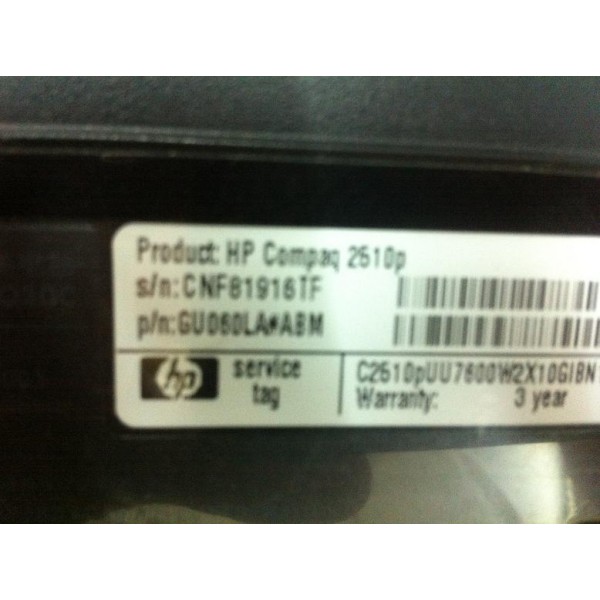 Product: HP Compaq 2510p
s/n:CNF81916TF
p/n:GU060LA#ABM
hp
service
tag
C2510pUU7600W2X10GIBN
Warranty: 3 year